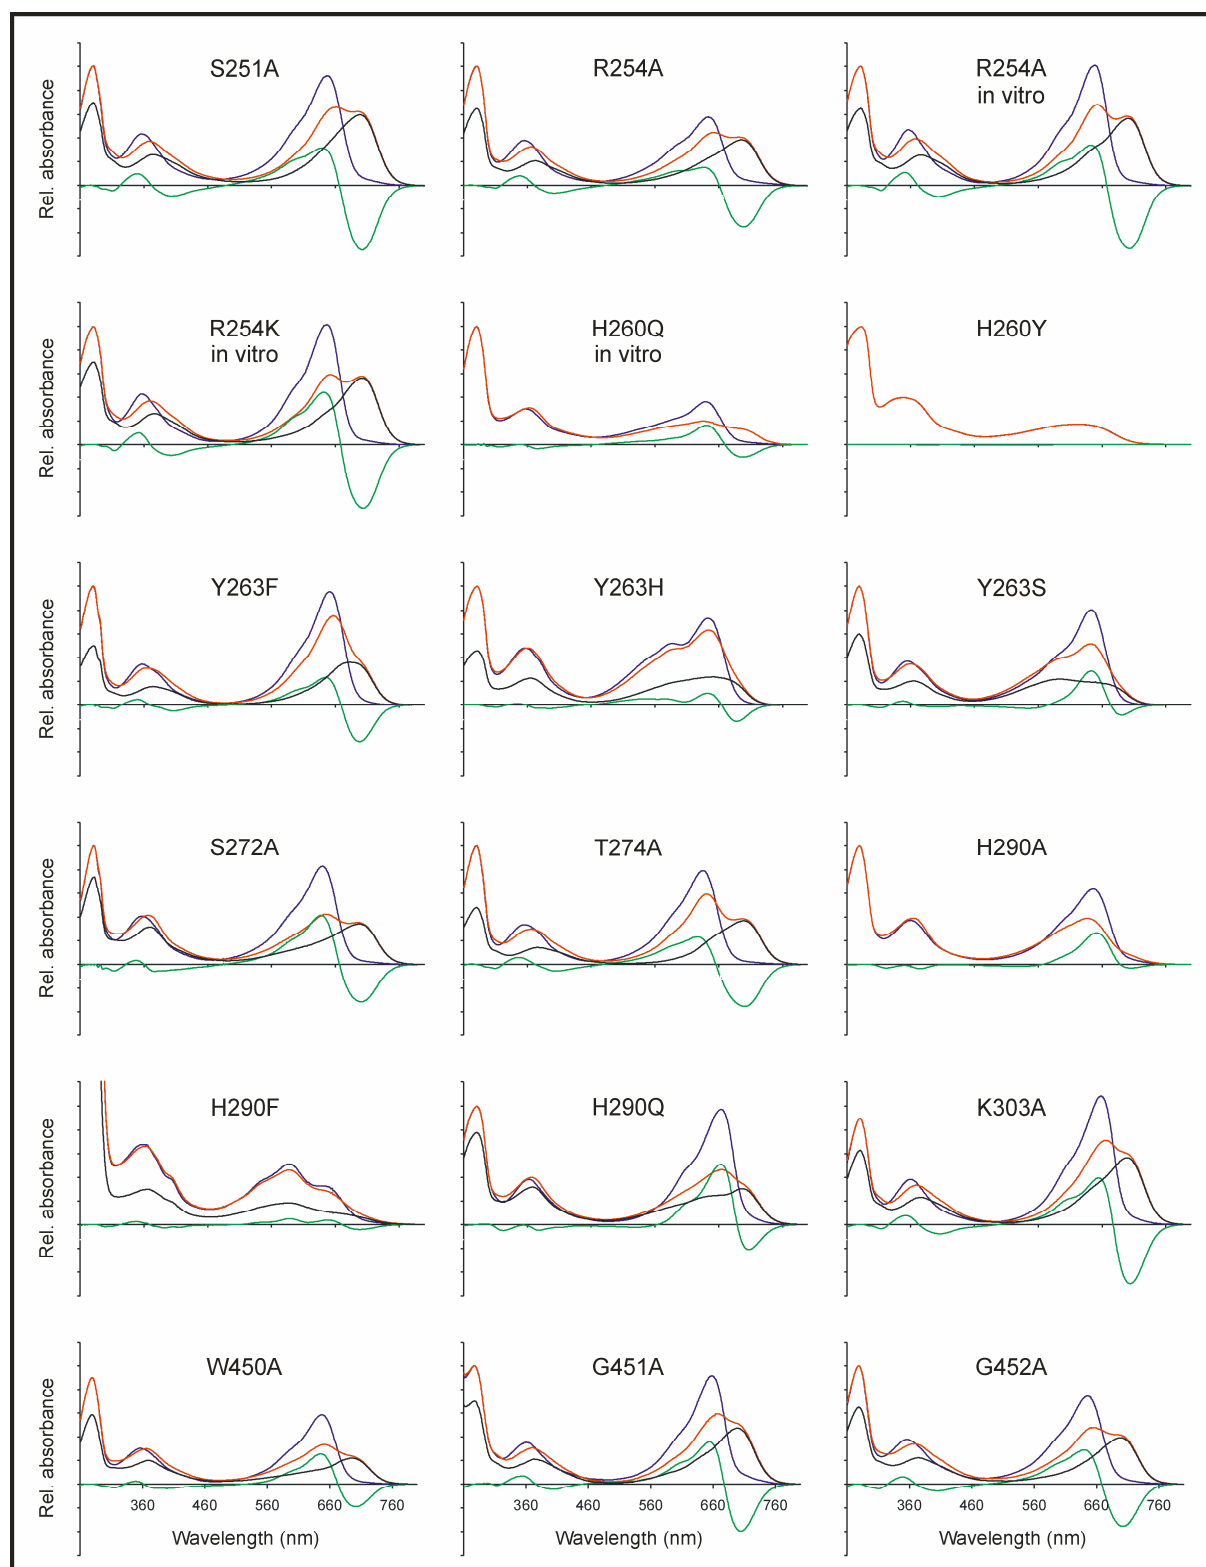 S251A
R254A
R254A
in vitro
Rel. absorbance
R254K
in vitro
H260Q
in vitro
H260Y
Rel. absorbance
Y263F
Y263H
Y263S
Rel. absorbance
S272A
T274A
H290A
Rel. absorbance
H290F
H290Q
K303A
Rel. absorbance
W450A
G451A
G452A
Rel. absorbance
360 460 560 660 760
360 460 560 660 760
360 460 560 660 760
Wavelength (nm)
Wavelength (nm)
Wavelength (nm)